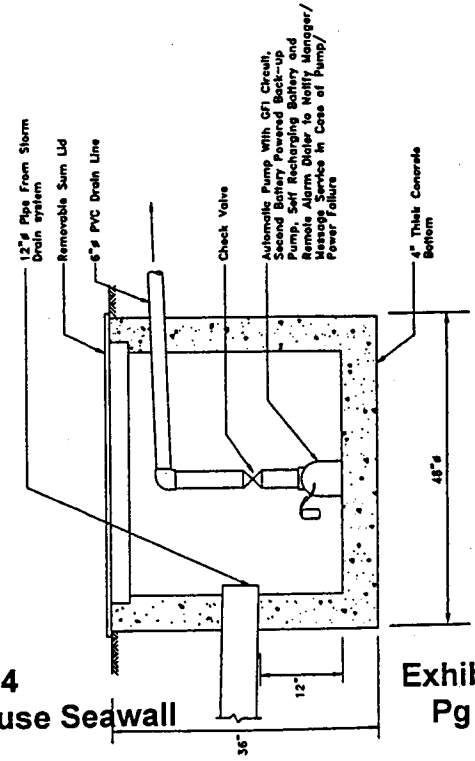 12"ø Pipe From Storm
Drain system
Removable Sum Lid
6"ø PVC Drain Line
Check Valve
Automatic Pump With GFI Circuit,
Second Battery Powered Back-up
Pump, Self Recharging Battery and
Remote Alarm Dialer to Notify Manager/
Message Service in Case of Pump/
Power Failure
4" Thick Concrete
Bottom
48"ø
12"
36"
4
use Seawall
Exhib
Pg